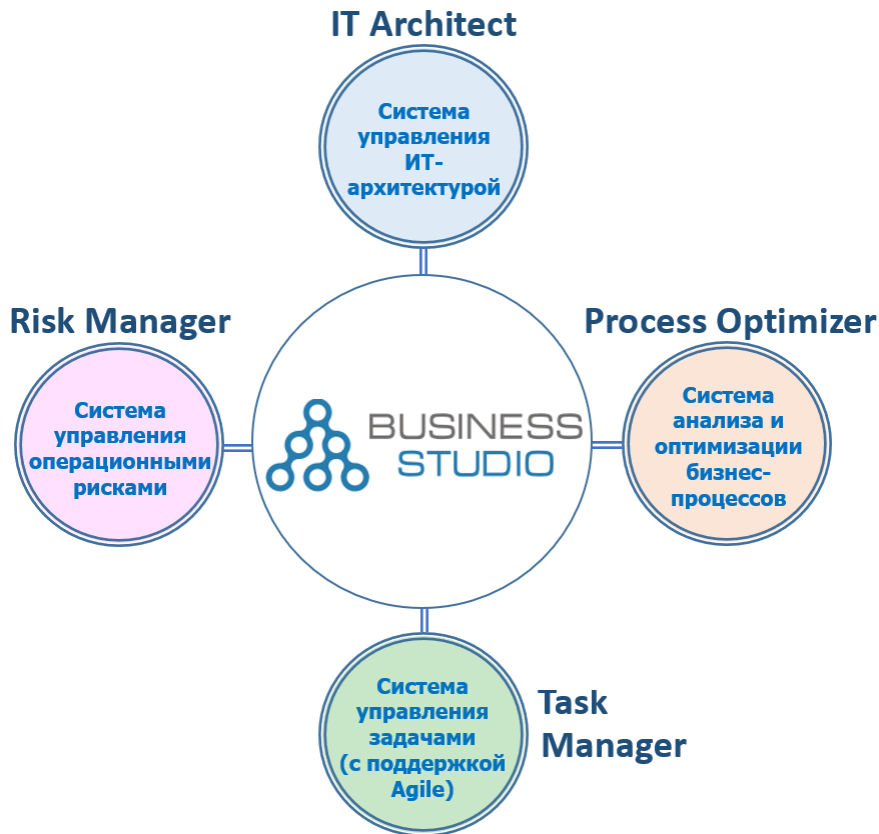 IT Architect
Система
управления
ИТ-
архитектурой
Risk Manager
Система
управления
операционными
рисками
BUSINESS
STUDIO
Process Optimizer
Система
анализа и
оптимизации
бизнес-
процессов
Система
управления
задачами
(с поддержкой
Agile)
Task
Manager